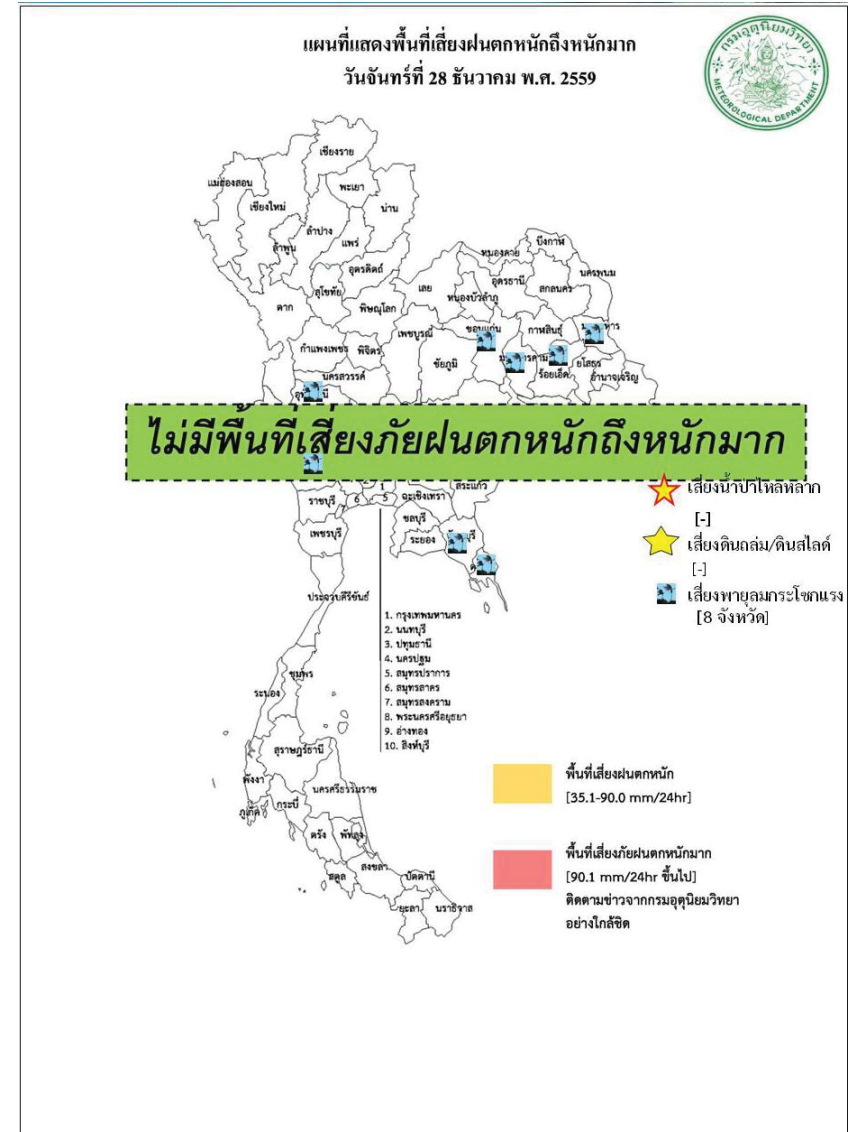 แผนที่แสดงพื้นที่เสี่ยงฝนตกหนักถึงหนักมาก
วันจันทร์ที่ 28 ธันวาคม พ.ศ. 2559
กรมอุตุนิยมวิทยา
METEOROLOGICAL DEPARTMENT
เชียงราย
แม่ฮ่องสอน
พะเยา
เชียงใหม่
น่าน
ลำปาง
แพร่
ลำพูน
บึงกาฬ
หนองคาย
อุตรดิตถ์
อุดรธานี
นครพนม
สุโขทัย
เลย
สกลนคร
หนองบัวลำภู
ตาก
พิษณุโลก
เพชรบูรณ์
ขอนแก่น
กาฬสินธุ์
กำแพงเพชร
พิจิตร
ชัยภูมิ
ยโสธร
ร้อยเอ็ด
อำนาจเจริญ
นครสวรรค์
ไม่มีพื้นที่เสี่ยงภัยฝนตกหนักถึงหนักมาก
1
สระแก้ว
ราชบุรี
6
5
ฉะเชิงเทรา
ชลบุรี
เพชรบุรี
ระยอง
เสี่ยงน้ำป่าไหลหลาก
[-]
เสี่ยงดินถล่ม/ดินสไลด์
[-]
เสี่ยงพายุลมกระโชกแรง
[8 จังหวัด]
ประจวบคีรีขันธ์
1. กรุงเทพมหานคร
2. นนทบุรี
3. ปทุมธานี
4. นครปฐม
5. สมุทรปราการ
6. สมุทรสาคร
7. สมุทรสงคราม
8. พระนครศรีอยุธยา
9. อ่างทอง
10. สิงห์บุรี
ชุมพร
ระนอง
สุราษฎร์ธานี
พังงา
นครศรีธรรมราช
กระบี่
ภูเก็ต
ตรัง
พัทลุง
สงขลา
สตูล
ปัตตานี
ยะลา
นราธิวาส
พื้นที่เสี่ยงฝนตกหนัก
[35.1-90.0 mm/24hr]
พื้นที่เสี่ยงภัยฝนตกหนักมาก
[90.1 mm/24hr ขึ้นไป]
ติดตามข่าวจากกรมอุตุนิยมวิทยา
อย่างใกล้ชิด